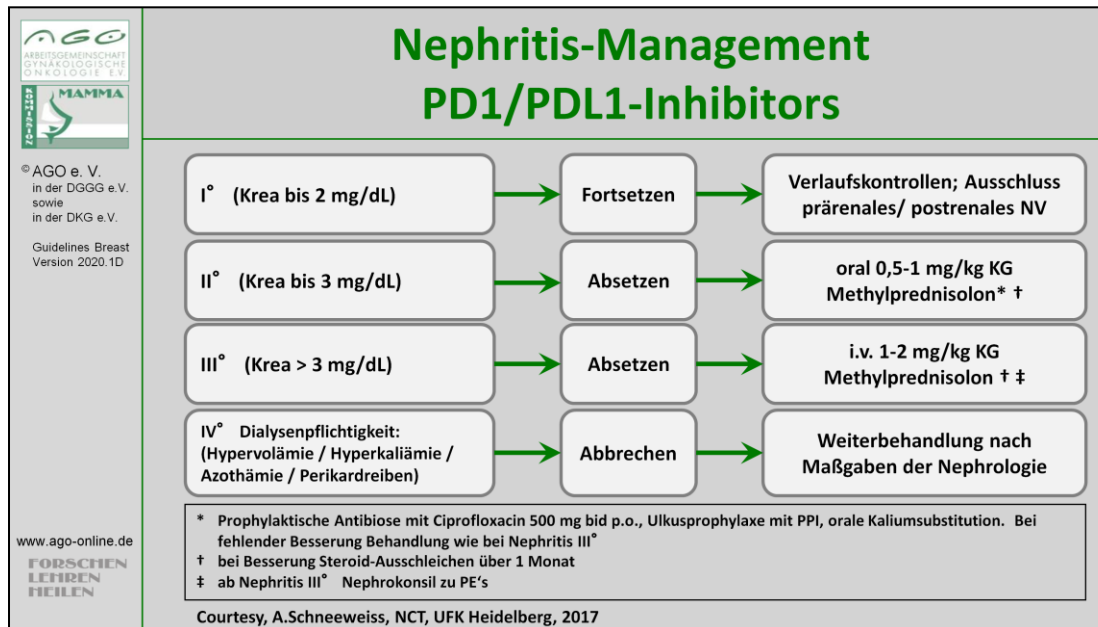 AGO
ARBEITSGEMEINSCHAFT
GYNÄKOLOGISCHE
ONKOLOGIE E.V.
KOMMISSION
MAMMA
© AGO e. V.
in der DGGG e.V.
sowie
in der DKG e.V.
Guidelines Breast
Version 2020.1D
www.ago-online.de
FORSCHEN
LEHREN
HEILEN
Nephritis-Management
PD1/PDL1-Inhibitors
I° (Krea bis 2 mg/dL)
Fortsetzen
Verlaufskontrollen; Ausschluss
prärenales/ postrenales NV
II° (Krea bis 3 mg/dL)
Absetzen
oral 0,5-1 mg/kg KG
Methylprednisolon* †
III° (Krea > 3 mg/dL)
Absetzen
i.v. 1-2 mg/kg KG
Methylprednisolon † ‡
IV° Dialysenpflichtigkeit:
(Hypervolämie / Hyperkaliämie /
Azothämie / Perikardreiben)
Abbrechen
Weiterbehandlung nach
Maßgaben der Nephrologie
* Prophylaktische Antibiose mit Ciprofloxacin 500 mg bid p.o., Ulkusprophylaxe mit PPI, orale Kaliumsubstitution. Bei
fehlender Besserung Behandlung wie bei Nephritis III°
† bei Besserung Steroid-Ausschleichen über 1 Monat
‡ ab Nephritis III° Nephrokonsil zu PE‘s
Courtesy, A.Schneeweiss, NCT, UFK Heidelberg, 2017